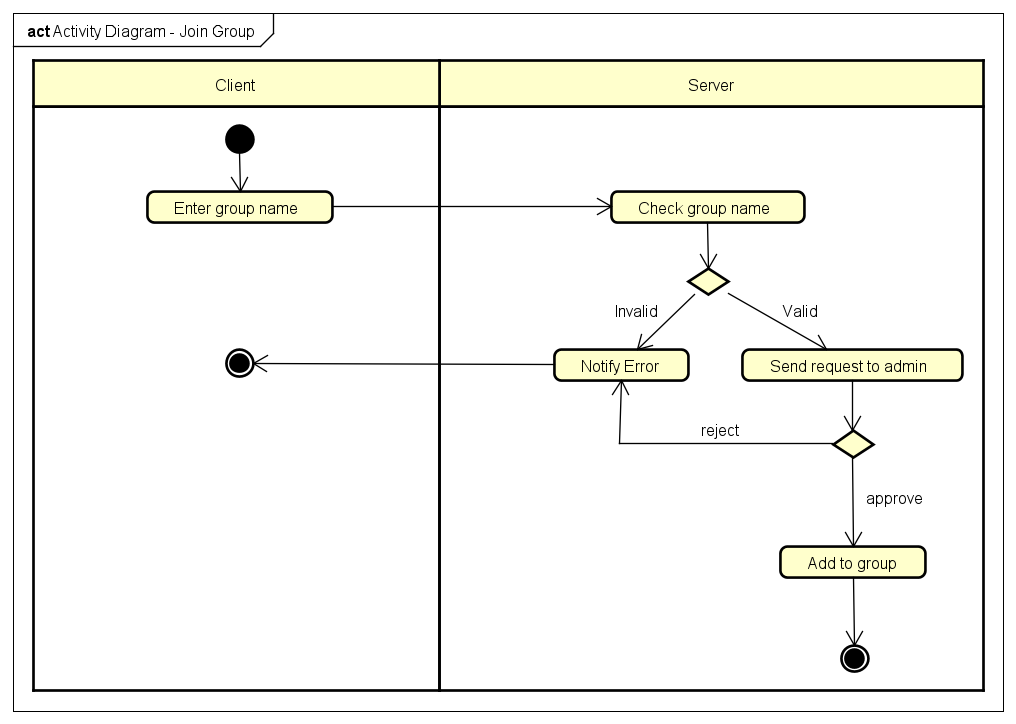 act Activity Diagram - Join Group
Client
Server
Enter group name
Check group name
Invalid
Valid
Notify Error
Send request to admin
reject
approve
Add to group